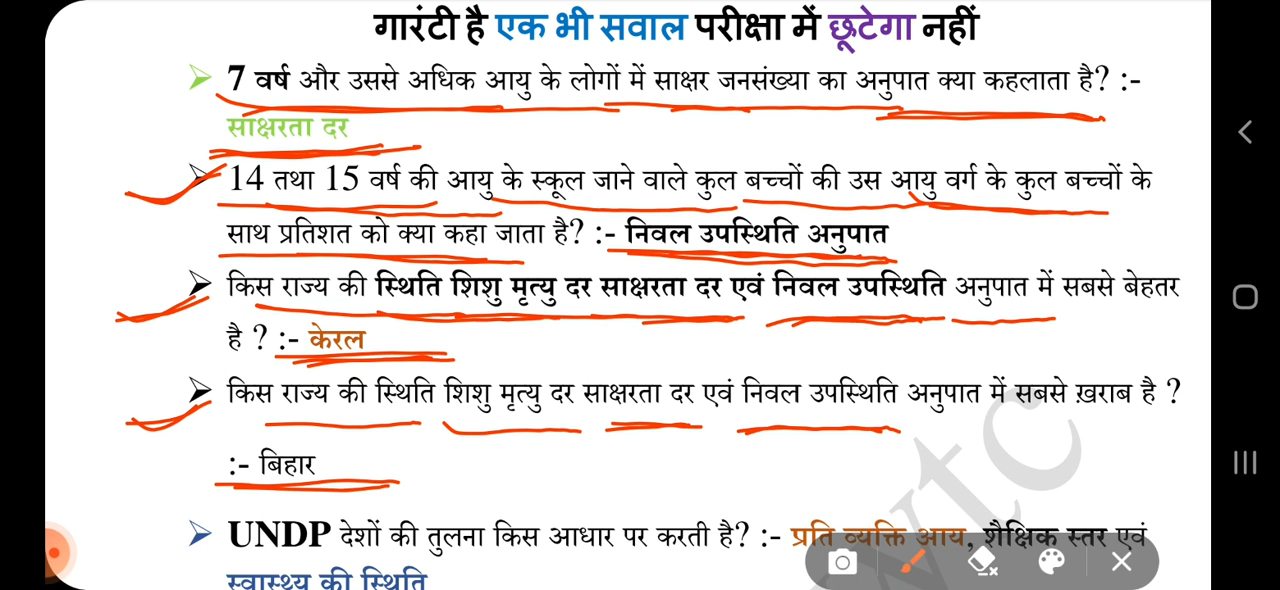 गारंटी है एक भी सवाल परीक्षा में छूटेगा नहीं
7 वर्ष और उससे अधिक आयु के लोगों में साक्षर जनसंख्या का अनुपात क्या कहलाता है? :-
साक्षरता दर
14 तथा 15 वर्ष की आयु के स्कूल जाने वाले कुल बच्चों की उस आयु वर्ग के कुल बच्चों के
साथ प्रतिशत को क्या कहा जाता है? :- निवल उपस्थिति अनुपात
किस राज्य की स्थिति शिशु मृत्यु दर साक्षरता दर एवं निवल उपस्थिति अनुपात में सबसे बेहतर
है ? :- केरल
किस राज्य की स्थिति शिशु मृत्यु दर साक्षरता दर एवं निवल उपस्थिति अनुपात में सबसे ख़राब है ?
:- बिहार
UNDP देशों की तुलना किस आधार पर करती है? :- प्रति व्यक्ति आय, शैक्षिक स्तर एवं
स्वास्थ्य की स्थिति